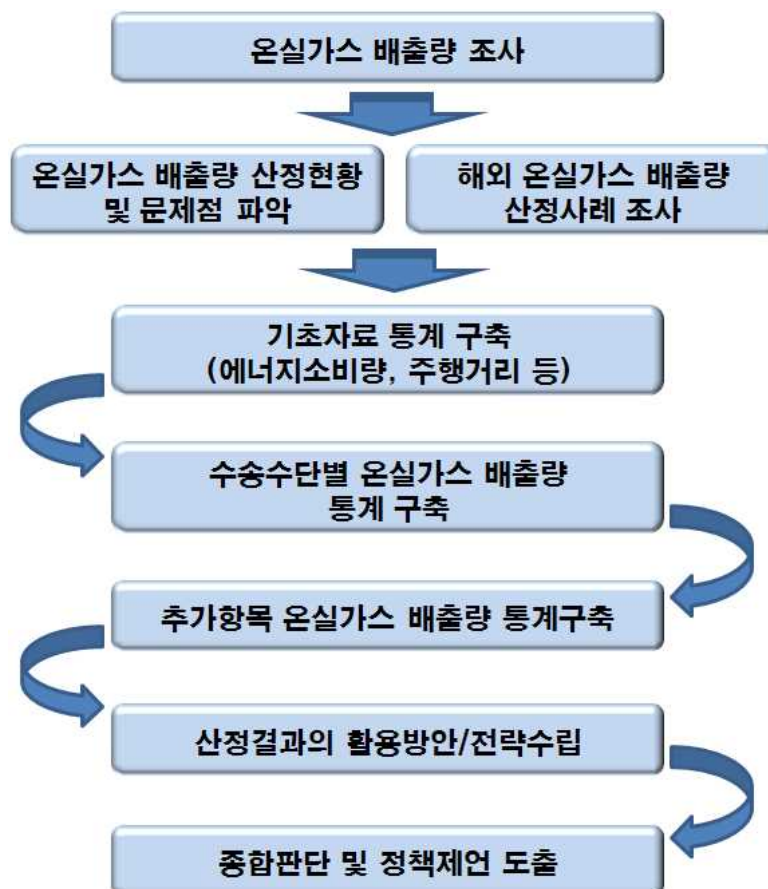 온실가스 배출량 조사
온실가스 배출량 산정현황
및 문제점 파악
해외 온실가스 배출량
산정사례 조사
기초자료 통계 구축
(에너지소비량, 주행거리 등)
수송수단별 온실가스 배출량
통계 구축
추가항목 온실가스 배출량 통계구축
산정결과의 활용방안/전략수립
종합판단 및 정책제언 도출